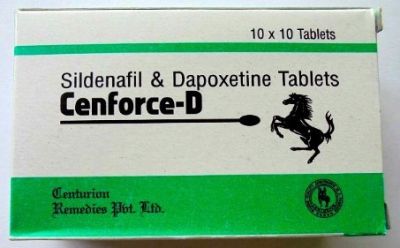 10 x 10 Tablets
Sildenafil & Dapoxetine Tablets
Cenforce-D
Centurion
Remedies Pvt. Ltd.